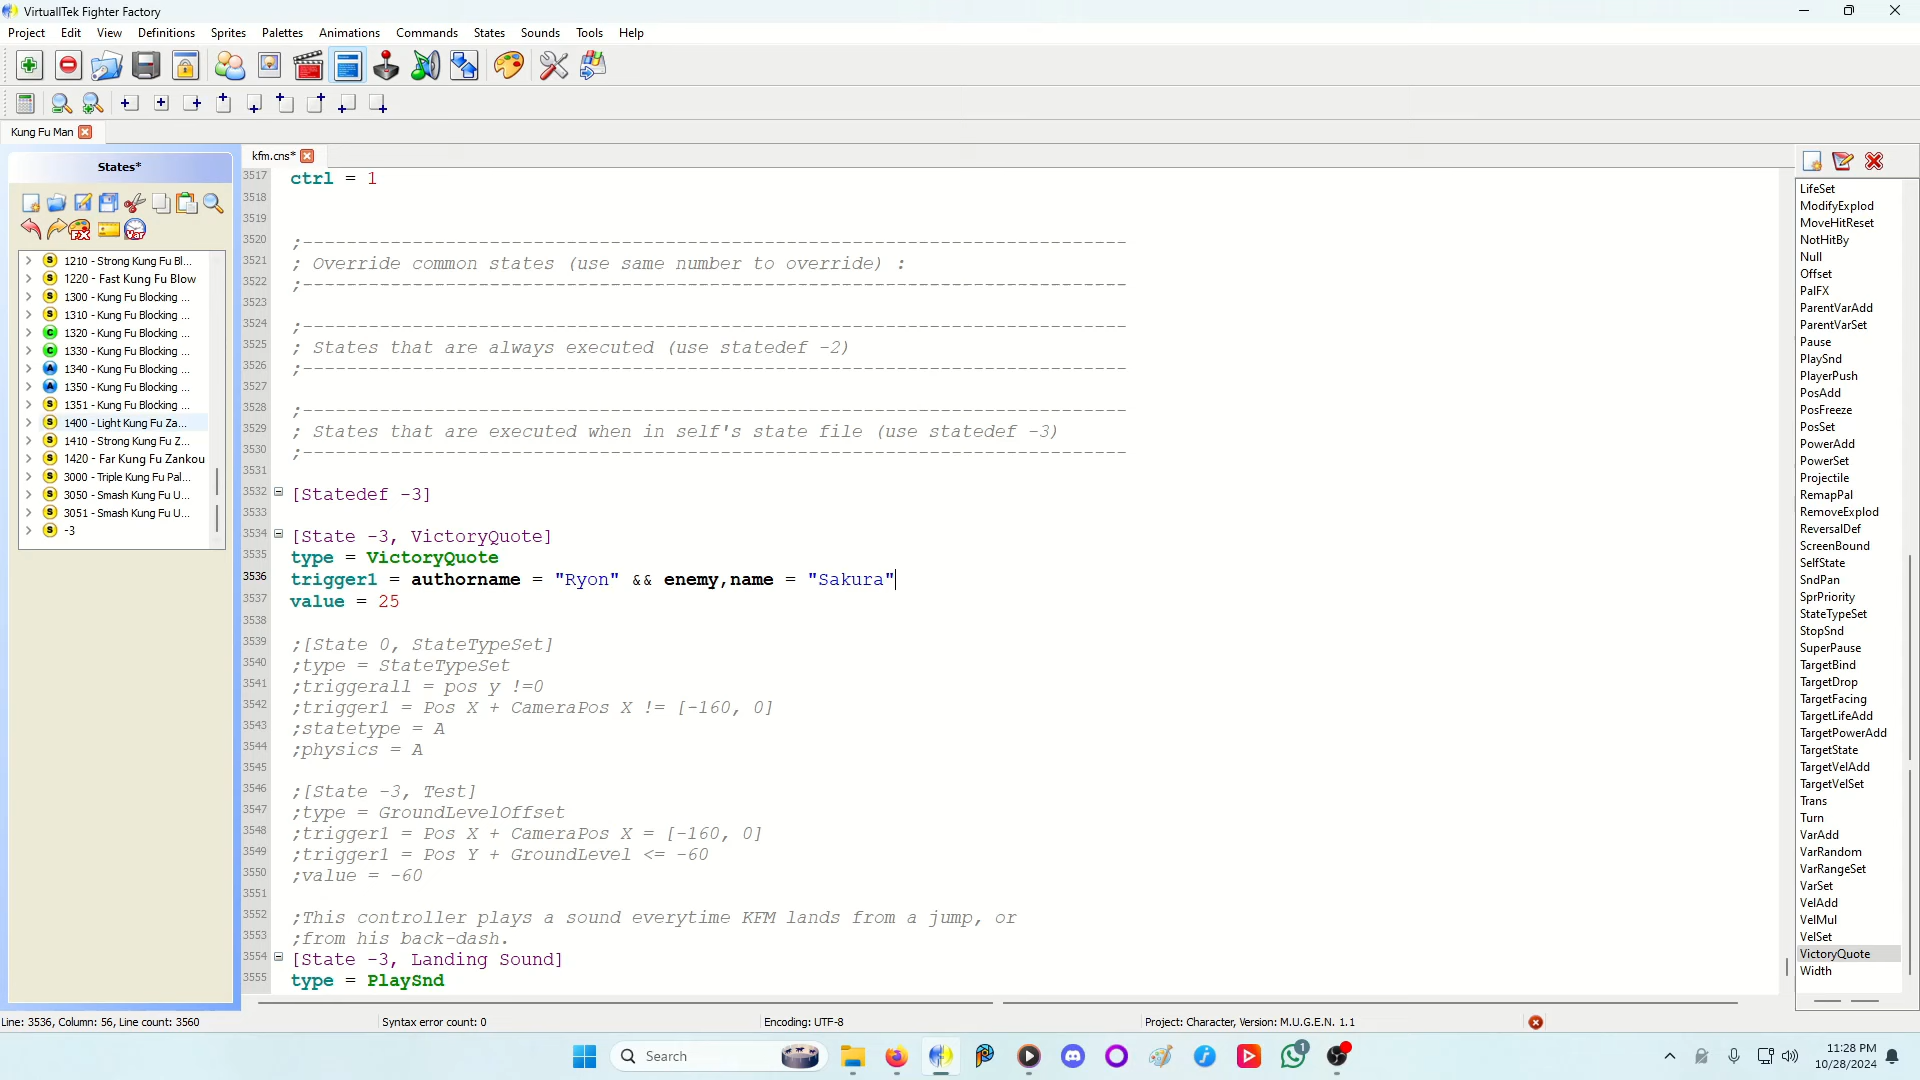 VirtuallTek Fighter Factory
Project Edit View Definitions Sprites Palettes Animations Commands States Sounds Tools Help
Kung Fu Man
States*
kfm.cns*
1210 - Strong Kung Fu Bl...
1220 - Fast Kung Fu Blow
1300 - Kung Fu Blocking ...
1310 - Kung Fu Blocking ...
1320 - Kung Fu Blocking ...
1330 - Kung Fu Blocking ...
1340 - Kung Fu Blocking ...
1350 - Kung Fu Blocking ...
1351 - Kung Fu Blocking ...
1400 - Light Kung Fu Za...
1410 - Strong Kung Fu Z...
1420 - Far Kung Fu Zankou
3000 - Triple Kung Fu Pal...
3050 - Smash Kung Fu U...
3051 - Smash Kung Fu U...
-3
3517 ctrl = 1
3518
3519
3520 ;---------------------------------------------------------------------------
3521 ; Override common states (use same number to override) :
3522 ;---------------------------------------------------------------------------
3523
3524 ;---------------------------------------------------------------------------
3525 ; States that are always executed (use statedef -2)
3526 ;---------------------------------------------------------------------------
3527
3528 ;---------------------------------------------------------------------------
3529 ; States that are executed when in self's state file (use statedef -3)
3530 ;---------------------------------------------------------------------------
3531
3532 [Statedef -3]
3533
3534 [State -3, VictoryQuote]
3535 type = VictoryQuote
3536 trigger1 = authorname = "Ryon" && enemy,name = "Sakura"
3537 value = 25
3538
3539 ;[State 0, StateTypeSet]
3540 ;type = StateTypeSet
3541 ;triggerall = pos y !=0
3542 ;trigger1 = Pos X + CameraPos X != [-160, 0]
3543 ;statetype = A
3544 ;physics = A
3545
3546 ;[State -3, Test]
3547 ;type = GroundLevelOffset
3548 ;trigger1 = Pos X + CameraPos X = [-160, 0]
3549 ;trigger1 = Pos Y + GroundLevel <= -60
3550 ;value = -60
3551
3552 ;This controller plays a sound everytime KFM lands from a jump, or
3553 ;from his back-dash.
3554 [State -3, Landing Sound]
3555 type = PlaySnd
LifeSet
ModifyExplod
MoveHitReset
NotHitBy
Null
Offset
PalFX
ParentVarAdd
ParentVarSet
Pause
PlaySnd
PlayerPush
PosAdd
PosFreeze
PosSet
PowerAdd
PowerSet
Projectile
RemapPal
RemoveExplod
ReversalDef
ScreenBound
SelfState
SndPan
SprPriority
StateTypeSet
StopSnd
SuperPause
TargetBind
TargetDrop
TargetFacing
TargetLifeAdd
TargetPowerAdd
TargetState
TargetVelAdd
TargetVelSet
Trans
Turn
VarAdd
VarRandom
VarRangeSet
VarSet
VelAdd
VelMul
VelSet
VictoryQuote
Width
Line: 3536, Column: 56, Line count: 3560 Syntax error count: 0 Encoding: UTF-8 Project: Character, Version: M.U.G.E.N. 1.1
Search
1
11:28 PM
10/28/2024